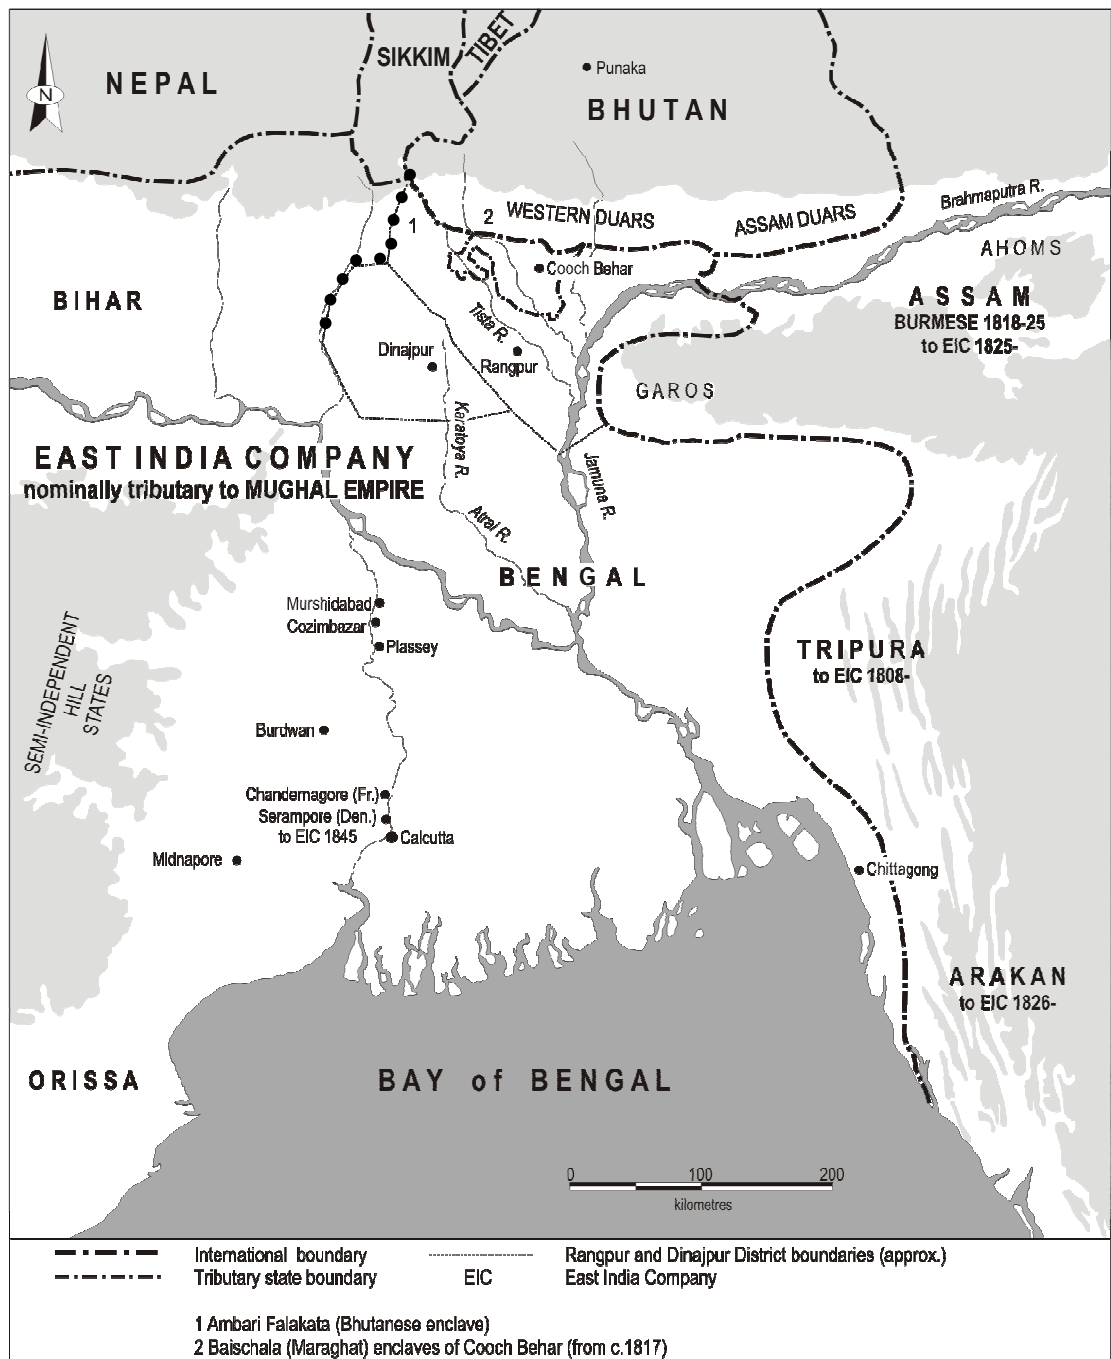 SIKKIM
TIBET
NEPAL
Punaka
BHUTAN
N
Brahmaputra R.
2
WESTERN DUARS
ASSAM DUARS
1
AHOMS
Cooch Behar
BIHAR
ASSAM
BURMESE 1818-25
to EIC 1825-
Tista R.
Dinajpur
Rangpur
GAROS
Karatoya R.
EAST INDIA COMPANY
nominally tributary to MUGHAL EMPIRE
Jamuna R.
Atrai R.
BENGAL
Murshidabad
Cozimbazar
Plassey
TRIPURA
to EIC 1808-
SEMI-INDEPENDENT
HILL
STATES
Burdwan
Chandernagore (Fr.)
Serampore (Den.)
to EIC 1845
Calcutta
Midnapore
Chittagong
ARAKAN
to EIC 1826-
ORISSA
BAY of BENGAL
0 100 200
kilometres
International boundary
Rangpur and Dinajpur District boundaries (approx.)
Tributary state boundary
EIC East India Company
1 Ambari Falakata (Bhutanese enclave)
2 Baischala (Maraghat) enclaves of Cooch Behar (from c.1817)